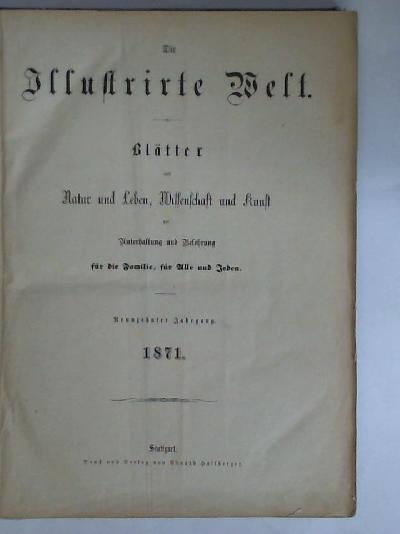 Die
Illustrirte Welt.
Blätter
aus
Natur und Leben, Wissenschaft und Kunst
zur
Unterhaltung und Belehrung
für die Familie, für Alle und Jeden.
Neunzehnter Jahrgang.
1871.
Stuttgart.
Druck und Verlag von Eduard Hallberger.